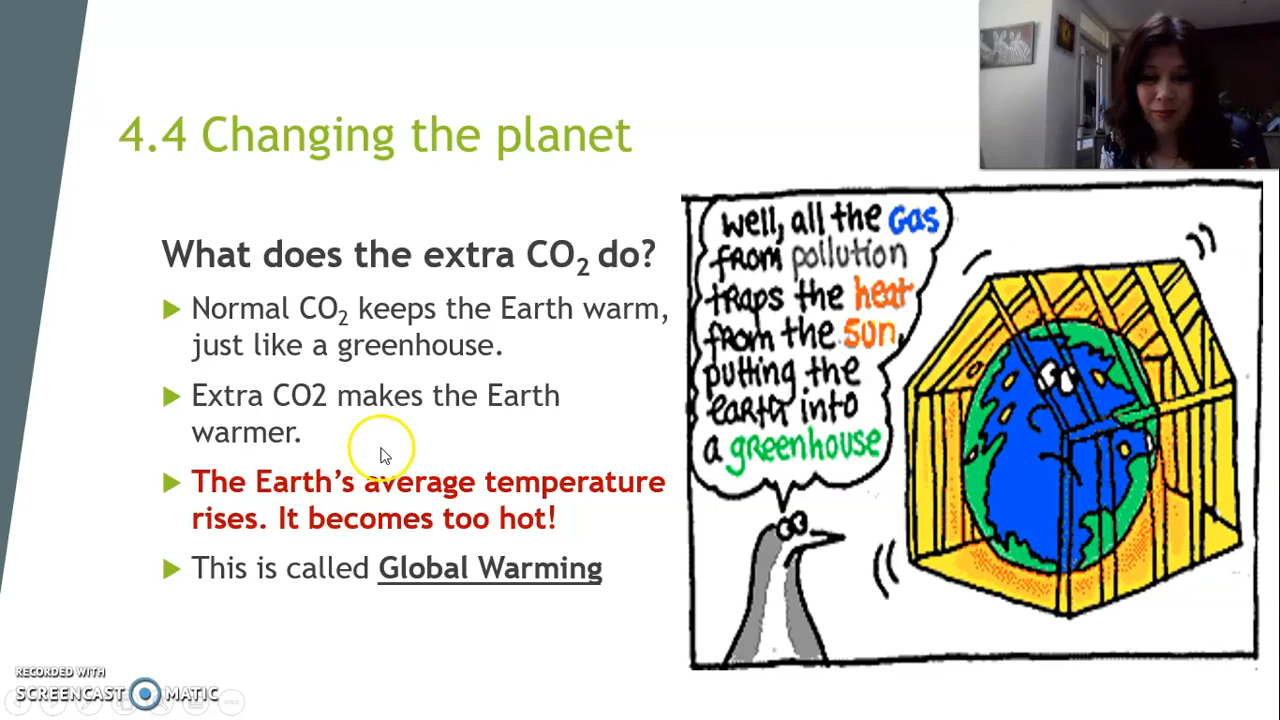 4.4 Changing the planet
What does the extra CO₂ do?
Normal CO₂ keeps the Earth warm,
just like a greenhouse.
Extra CO2 makes the Earth
warmer.
The Earth's average temperature
rises. It becomes too hot!
This is called Global Warming
well, all the Gas
from pollution
traps the heat
from the sun,
putting the
earth into
a greenhouse
RECORDED WITH
SCREENCAST MATIC